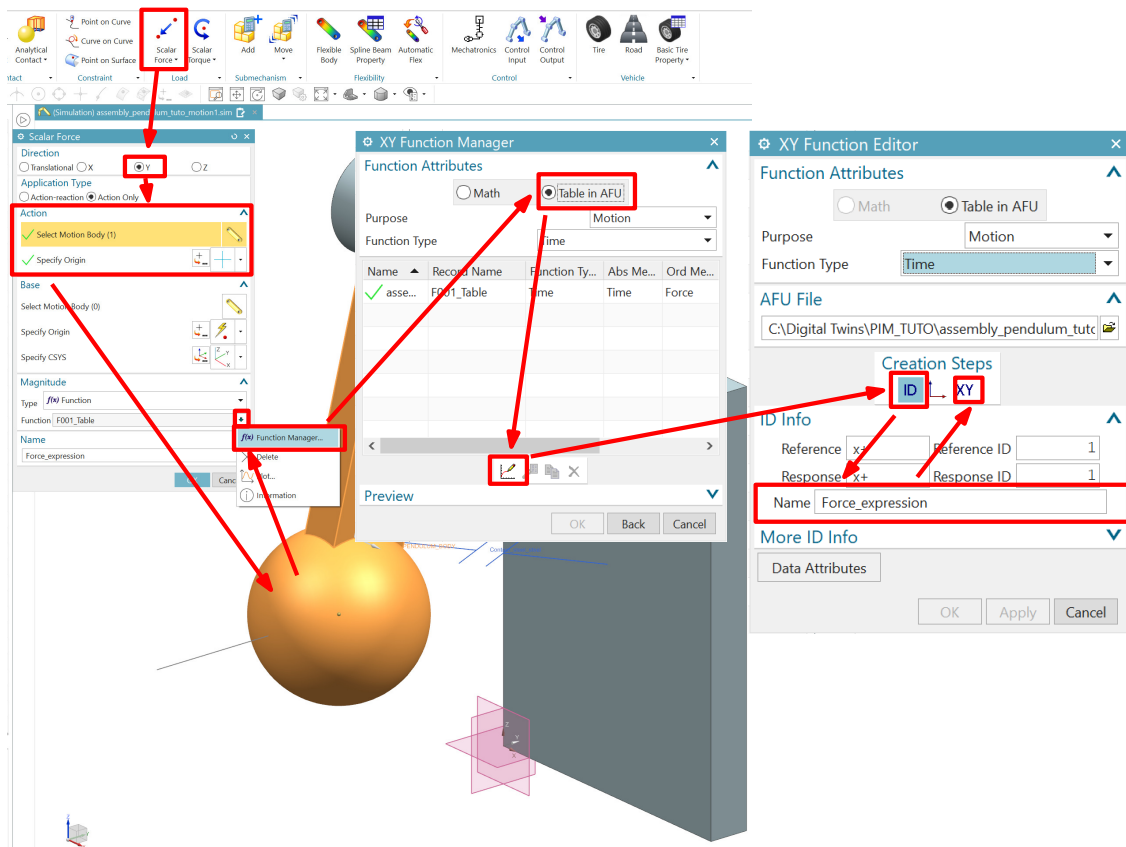 Analytical
Contact
Point on Curve
Curve on Curve
Point on Surface
Scalar
Force
Scalar
Torque
Add
Move
Flexible
Body
Spline Beam
Property
Automatic
Flex
Mechatronics
Control
Input
Control
Output
Tire
Road
Basic Tire
Property
ntact
Constraint
Load
Submechanism
Flexibility
Control
Vehicle
(Simulation) assembly_pendulum_tuto_motion1.sim
Scalar Force
Direction
Translational
X
Y
Z
Application Type
Action-reaction
Action Only
Action
Select Motion Body (1)
Specify Origin
Base
Select Motion Body (0)
Specify Origin
Specify CSYS
Magnitude
Type
f(x) Function
Function
F001_Table
Name
Force_expression
Canc
f(x) Function Manager...
Delete
Information
XY Function Manager
Function Attributes
Math
Table in AFU
Purpose
Motion
Function Type
Time
Name
Record Name
Function Ty...
Abs Me...
Ord Me...
asse...
F001_Table
Time
Time
Force
Preview
OK
Back
Cancel
XY Function Editor
Function Attributes
Math
Table in AFU
Purpose
Motion
Function Type
Time
AFU File
C:\Digital Twins\PIM_TUTO\assembly_pendulum_tutc
Creation Steps
ID
XY
ID Info
Reference
x+
Reference ID
1
Response
x+
Response ID
1
Name
Force_expression
More ID Info
Data Attributes
OK
Apply
Cancel
Z
Y
X